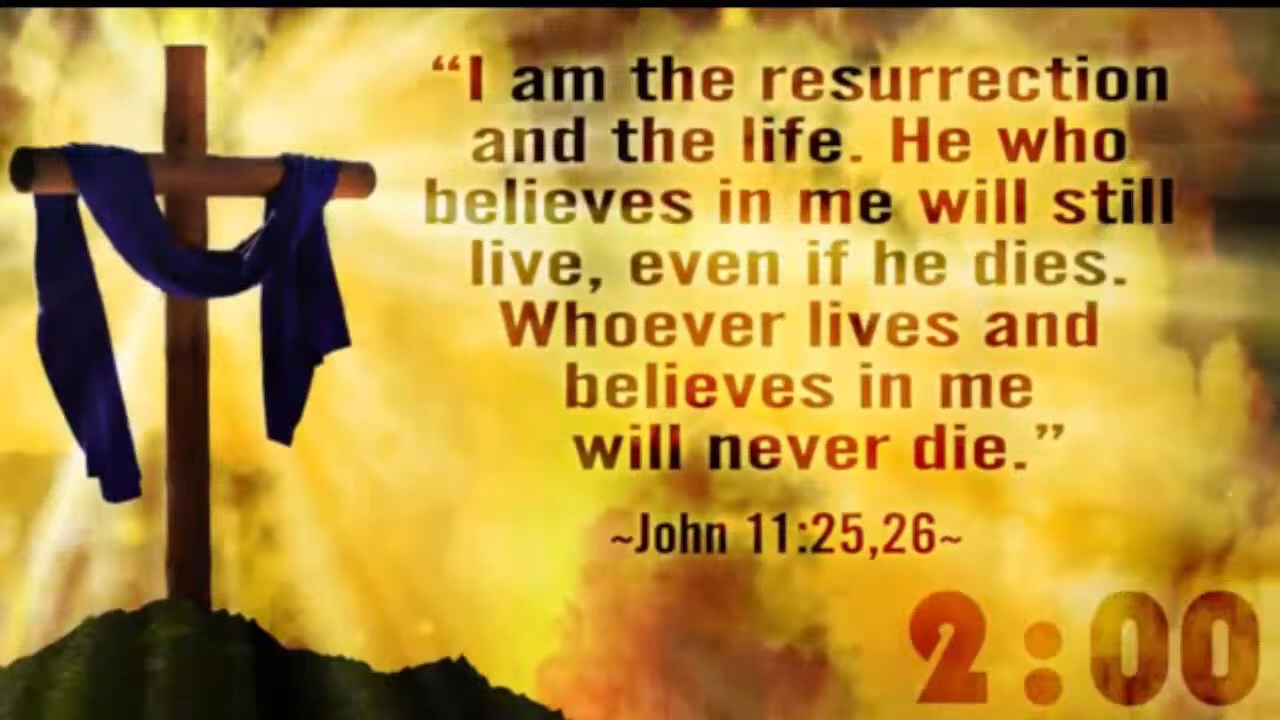 “I am the resurrection
and the life. He who
believes in me will still
live, even if he dies.
Whoever lives and
believes in me
will never die.”
~John 11:25,26~
2:00